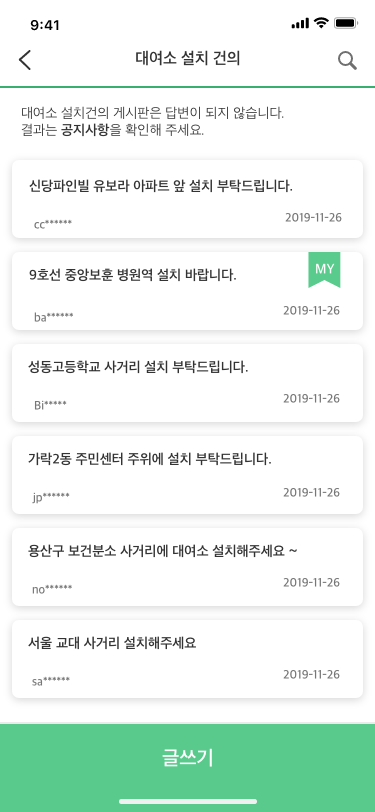 9:41
대여소 설치 건의
대여소 설치건의 게시판은 답변이 되지 않습니다.
결과는 공지사항을 확인해 주세요.
신당파인빌 유보라 아파트 앞 설치 부탁드립니다.
cc******
2019-11-26
MY
9호선 중앙보훈 병원역 설치 바랍니다.
ba******
2019-11-26
성동고등학교 사거리 설치 부탁드립니다.
Bi*****
2019-11-26
가락2동 주민센터 주위에 설치 부탁드립니다.
jp******
2019-11-26
용산구 보건분소 사거리에 대여소 설치해주세요 ~
no******
2019-11-26
서울 교대 사거리 설치해주세요
sa******
2019-11-26
글쓰기